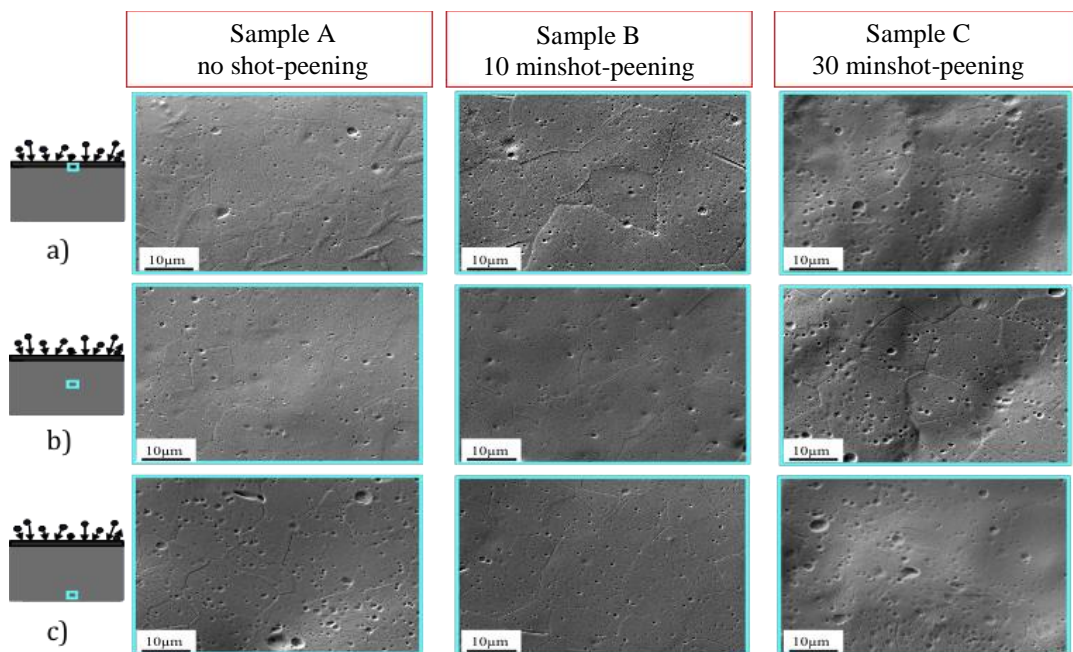 Sample A
no shot-peening
Sample B
10 minshot-peening
Sample C
30 minshot-peening
a)
10μm
10μm
10μm
b)
10μm
10μm
10μm
c)
10μm
10μm
10μm